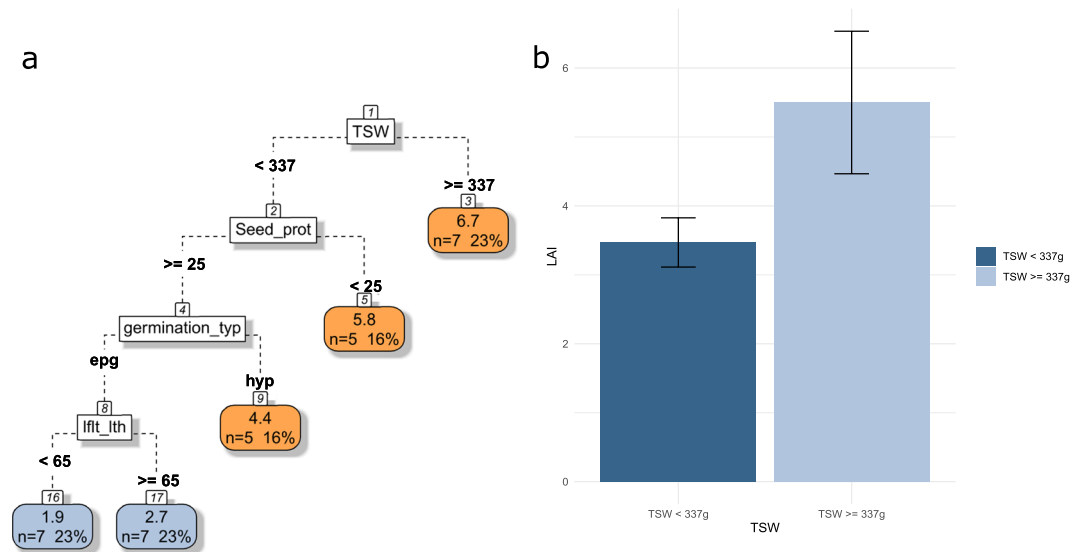 a
1
TSW
< 337
>= 337
2
Seed_prot
3
6.7
n=7 23%
>= 25
< 25
4
germination_typ
5
5.8
n=5 16%
epg
hyp
8
lflt_lth
9
4.4
n=5 16%
< 65
>= 65
16
1.9
n=7 23%
17
2.7
n=7 23%
b
LAI
6
4
2
0
TSW < 337g
TSW >= 337g
TSW
TSW < 337g
TSW >= 337g